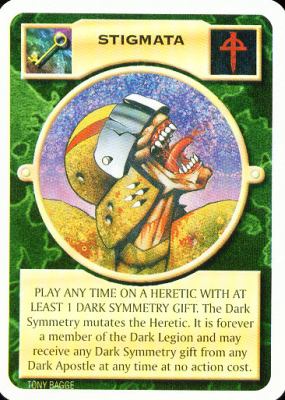 STIGMATA
PLAY ANY TIME ON A HERETIC WITH AT
LEAST 1 DARK SYMMETRY GIFT. The Dark
Symmetry mutates the Heretic. It is forever
a member of the Dark Legion and may
receive any Dark Symmetry gift from any
Dark Apostle at any time at no action cost.
TONY BAGGE